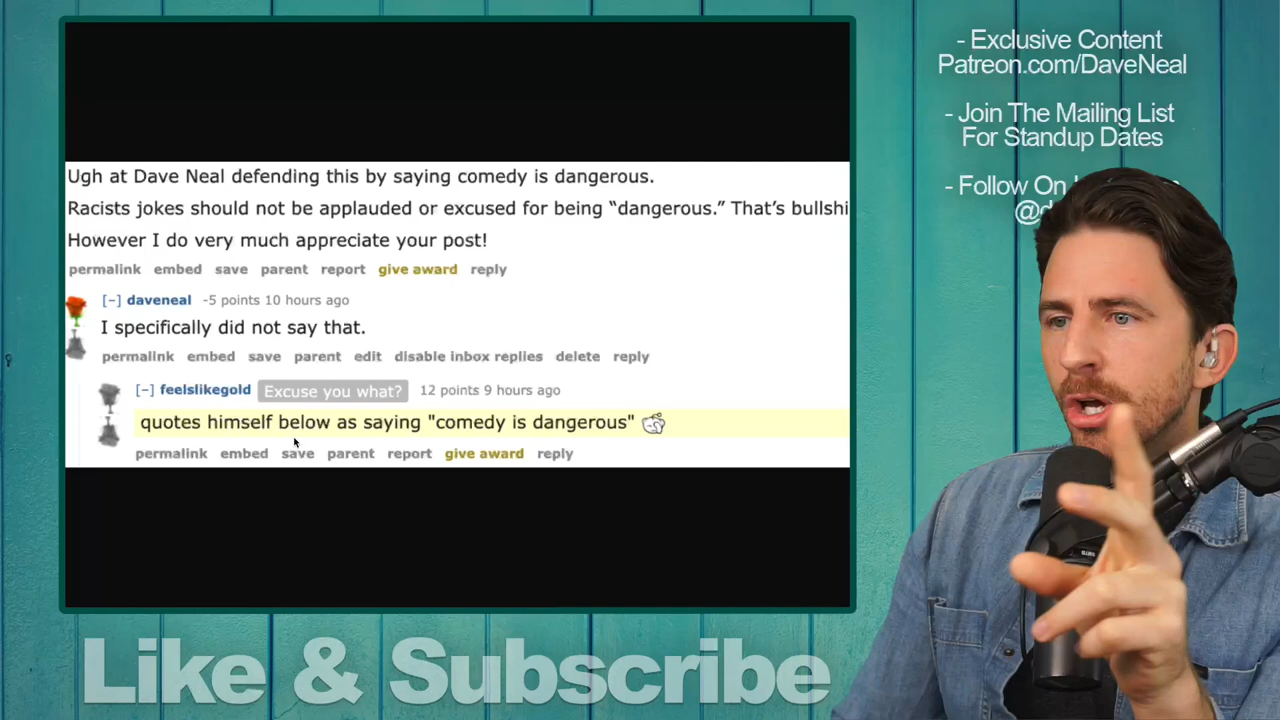 Ugh at Dave Neal defending this by saying comedy is dangerous.
Racists jokes should not be applauded or excused for being “dangerous.” That’s bullshi
However I do very much appreciate your post!
permalink embed save parent report give award reply
[–] daveneal -5 points 10 hours ago
I specifically did not say that.
permalink embed save parent edit disable inbox replies delete reply
[–] feelslikegold Excuse you what? 12 points 9 hours ago
quotes himself below as saying "comedy is dangerous"
permalink embed save parent report give award reply
- Exclusive Content
Patreon.com/DaveNeal
- Join The Mailing List
For Standup Dates
- Follow On
Like & Subscribe